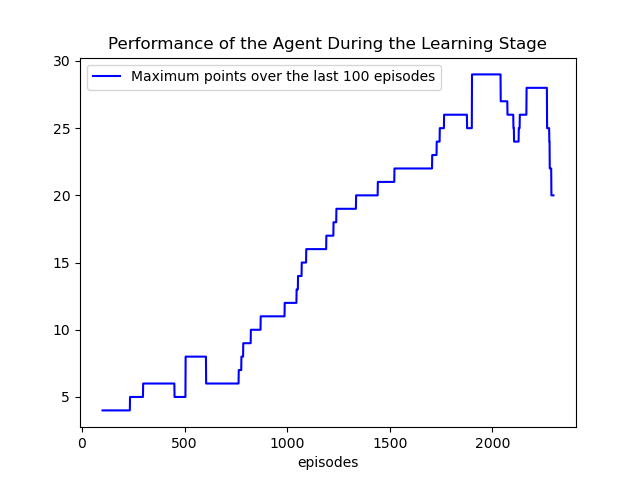 Performance of the Agent During the Learning Stage
Maximum points over the last 100 episodes
30
25
20
15
10
5
0 500 1000 1500 2000
episodes